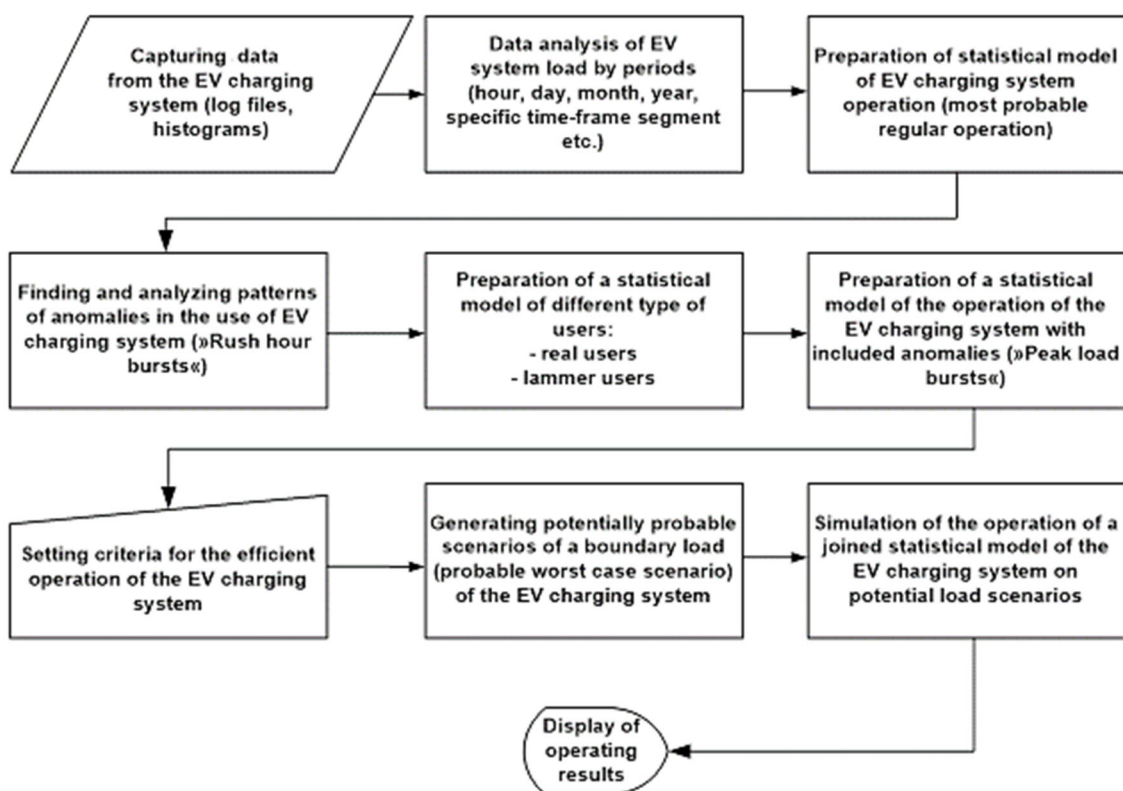 Capturing data
from the EV charging
system (log files,
histograms)
Data analysis of EV
system load by periods
(hour, day, month, year,
specific time-frame segment
etc.)
Preparation of statistical model
of EV charging system
operation (most probable
regular operation)
Finding and analyzing patterns
of anomalies in the use of EV
charging system (»Rush hour
bursts«)
Preparation of a statistical
model of different type of
users:
- real users
- lammer users
Preparation of a statistical
model of the operation of the
EV charging system with
included anomalies (»Peak load
bursts«)
Setting criteria for the efficient
operation of the EV charging
system
Generating potentially probable
scenarios of a boundary load
(probable worst case scenario)
of the EV charging system
Simulation of the operation of a
joined statistical model of the
EV charging system on
potential load scenarios
Display of
operating
results